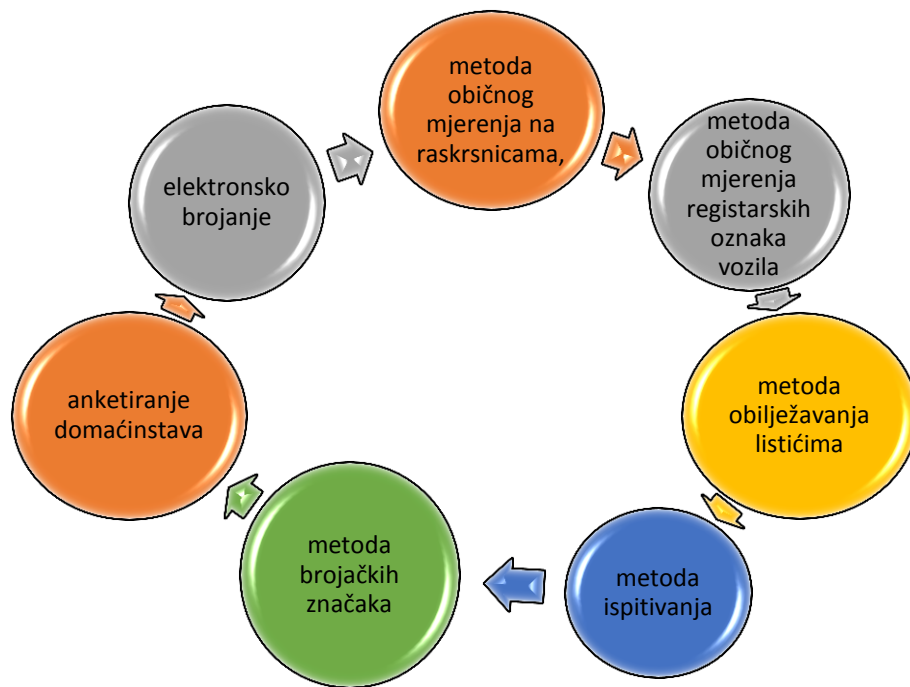 metoda
običnog
mjerenja na
raskrsnicama,
metoda
običnog
mjerenja
registarskih
oznaka
vozila
metoda
obilježavanja
listićima
metoda
ispitivanja
metoda
brojačkih
značaka
anketiranje
domaćinstava
elektronsko
brojanje